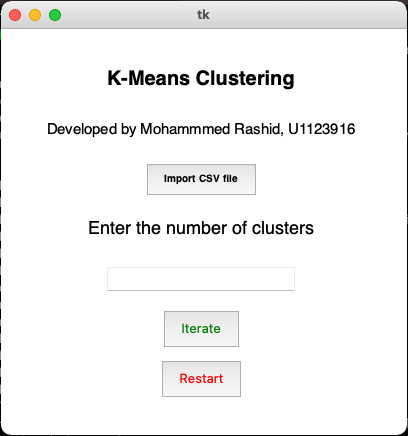 tk
K-Means Clustering
Developed by Mohammmed Rashid, U1123916
Import CSV file
Enter the number of clusters
Iterate
Restart